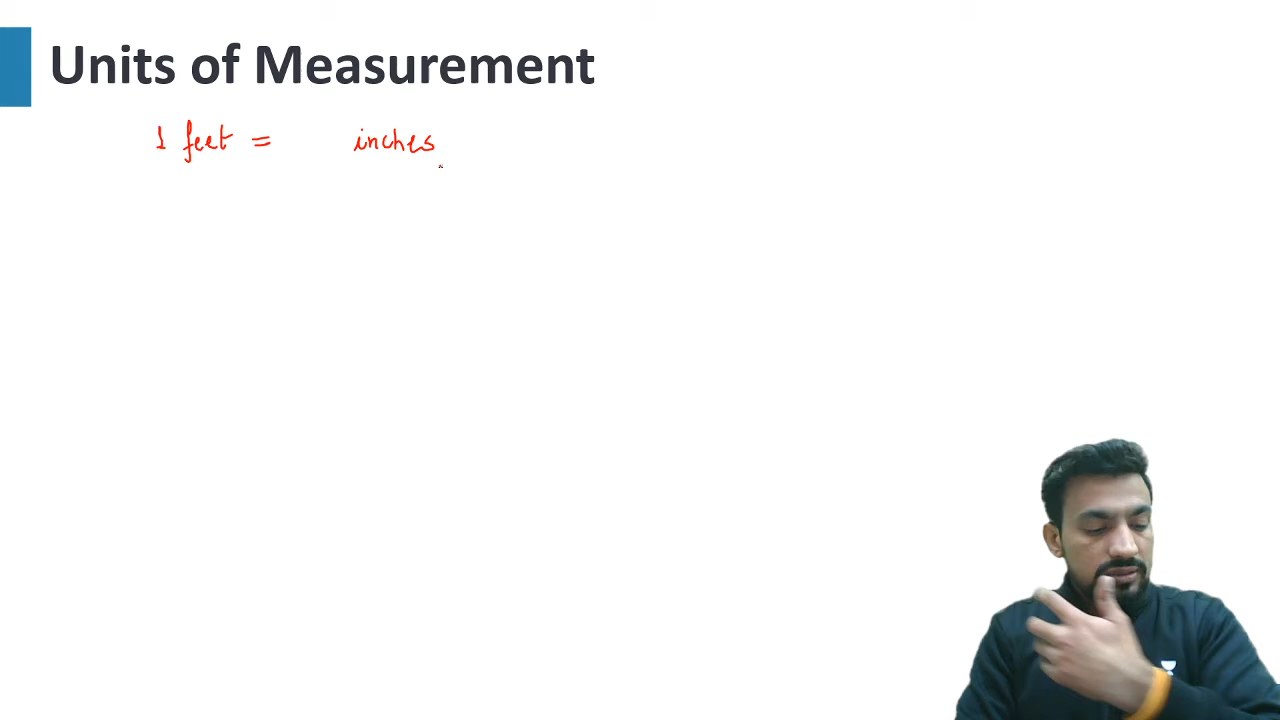 Units of Measurement
1 feet = inches